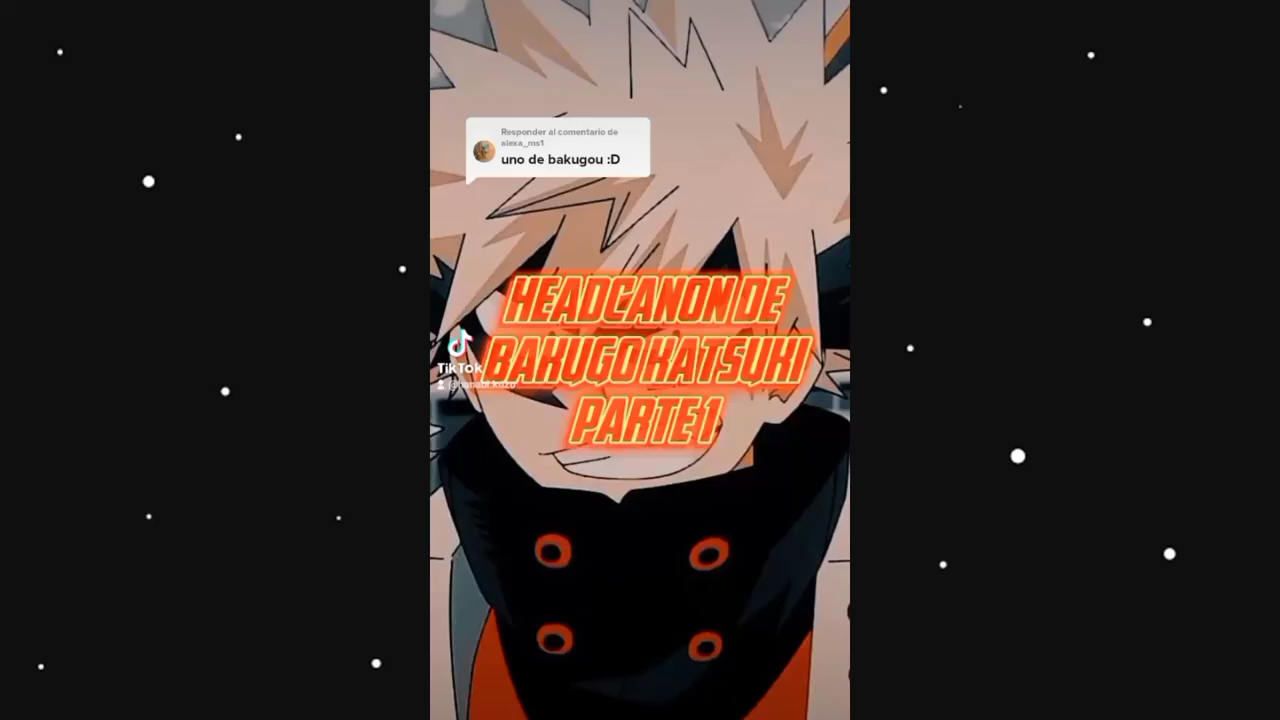 Responder al comentario de
alexa_ms1
uno de bakugou :D
HEADCANON DE
BAKUGO KATSUKI
PARTE 1
TikTok